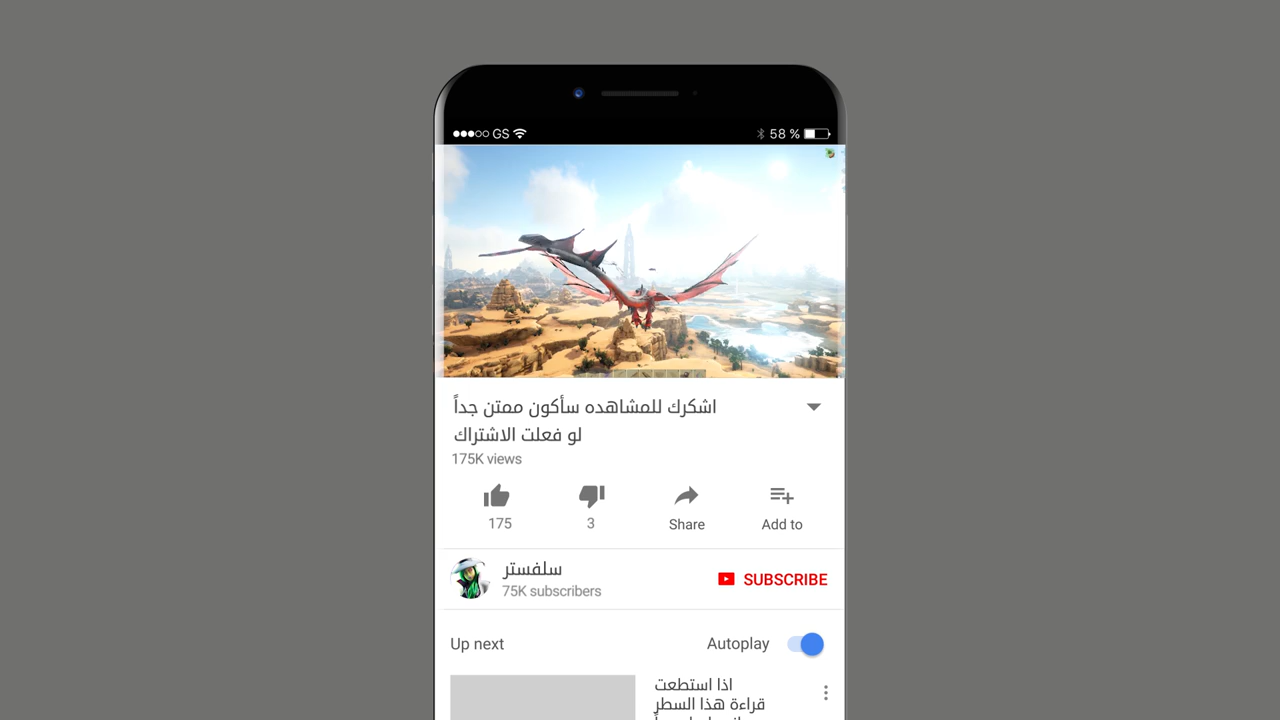 GS 58 %
اشكرك للمشاهده سأكون ممتن جداً
لو فعلت الاشتراك
175K views
175 3 Share Add to
سلفستر
75K subscribers
SUBSCRIBE
Up next Autoplay
اذا استطعت
قراءة هذا السطر